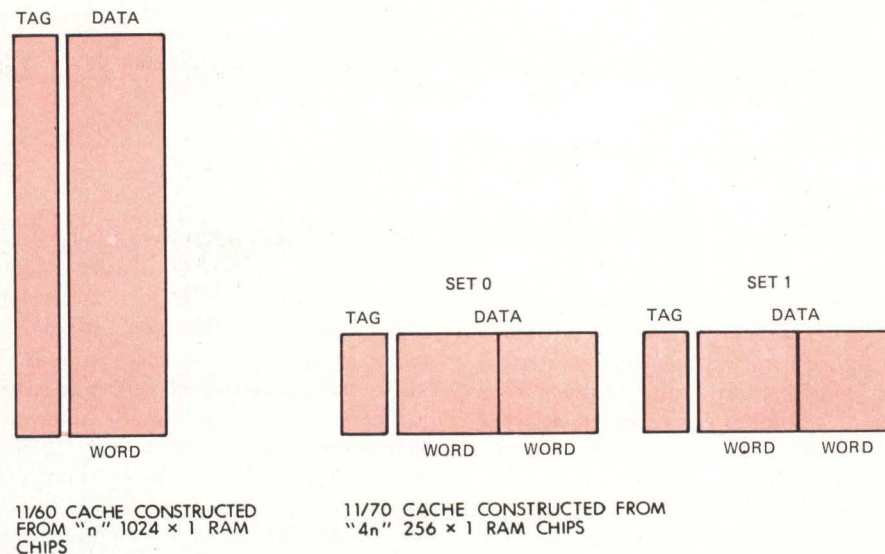 TAG DATA
WORD
11/60 CACHE CONSTRUCTED
FROM "n" 1024 × 1 RAM
CHIPS
SET 0 SET 1
TAG DATA TAG DATA
WORD WORD WORD WORD
11/70 CACHE CONSTRUCTED FROM
"4n" 256 × 1 RAM CHIPS